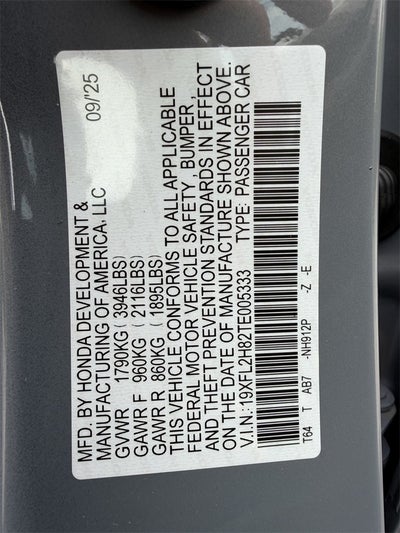 MFD. BY HONDA DEVELOPMENT &
MANUFACTURING OF AMERICA, LLC 09/'25
GVWR 1790KG ( 3946LBS)
GAWR F 960KG ( 2116LBS)
GAWR R 860KG ( 1895LBS)
THIS VEHICLE CONFORMS TO ALL APPLICABLE
FEDERAL MOTOR VEHICLE SAFETY , BUMPER ,
AND THEFT PREVENTION STANDARDS IN EFFECT
ON THE DATE OF MANUFACTURE SHOWN ABOVE.
V.I.N.: 19XFL2H82TE005333 TYPE: PASSENGER CAR
T64 T AB7 -NH912P -Z -E